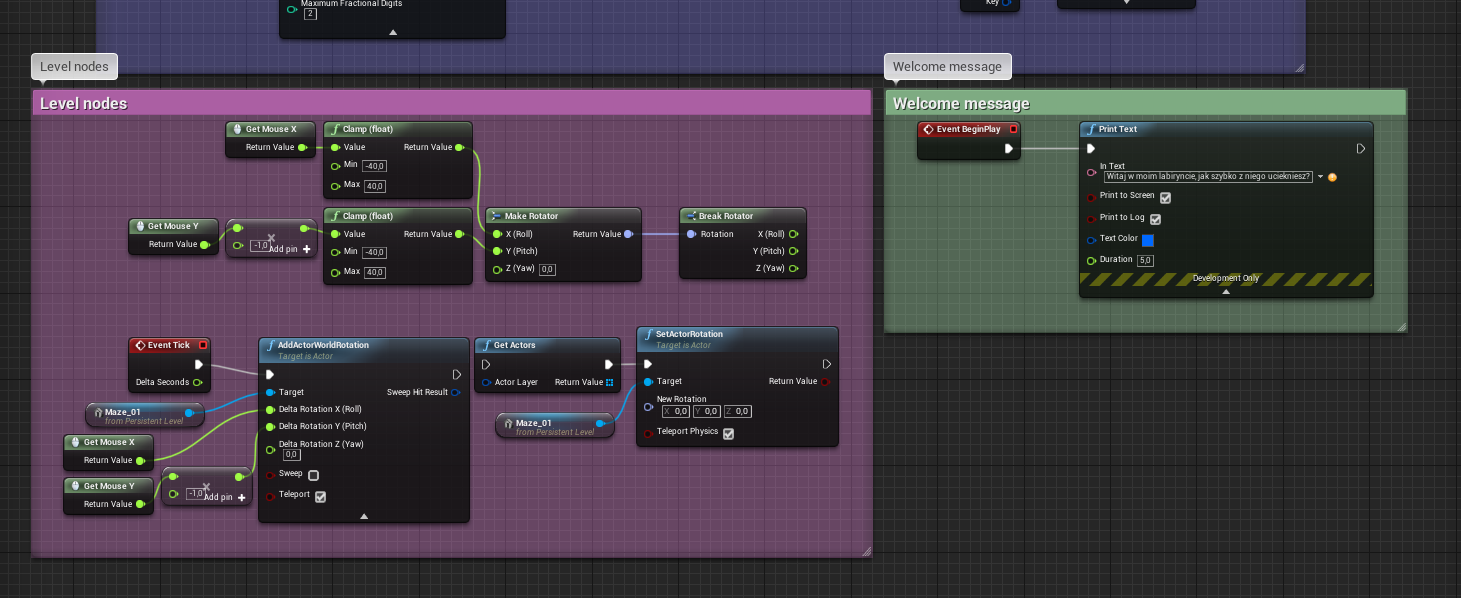 Maximum Fractional Digits
2
Key
Level nodes
Welcome message
Level nodes
Get Mouse X
Return Value
Clamp (float)
Value Return Value
Min -40,0
Max 40,0
Get Mouse Y
Return Value
-1,0 Add pin +
Clamp (float)
Value Return Value
Min -40,0
Max 40,0
Make Rotator
X (Roll) Return Value
Y (Pitch)
Z (Yaw) 0,0
Break Rotator
Rotation X (Roll)
Y (Pitch)
Z (Yaw)
Event Tick
Delta Seconds
Maze_01
from Persistent Level
Get Mouse X
Return Value
Get Mouse Y
Return Value
-1,0 Add pin +
AddActorWorldRotation
Target is Actor
Target Sweep Hit Result
Delta Rotation X (Roll)
Delta Rotation Y (Pitch)
Delta Rotation Z (Yaw)
0,0
Sweep
Teleport
Get Actors
Actor Layer Return Value
Maze_01
from Persistent Level
SetActorRotation
Target is Actor
Target Return Value
New Rotation
X 0,0 Y 0,0 Z 0,0
Teleport Physics
Welcome message
Event BeginPlay
Print Text
In Text
Witaj w moim labiryncie, jak szybko z niego uciekniesz?
Print to Screen
Print to Log
Text Color
Duration 5,0
Development Only